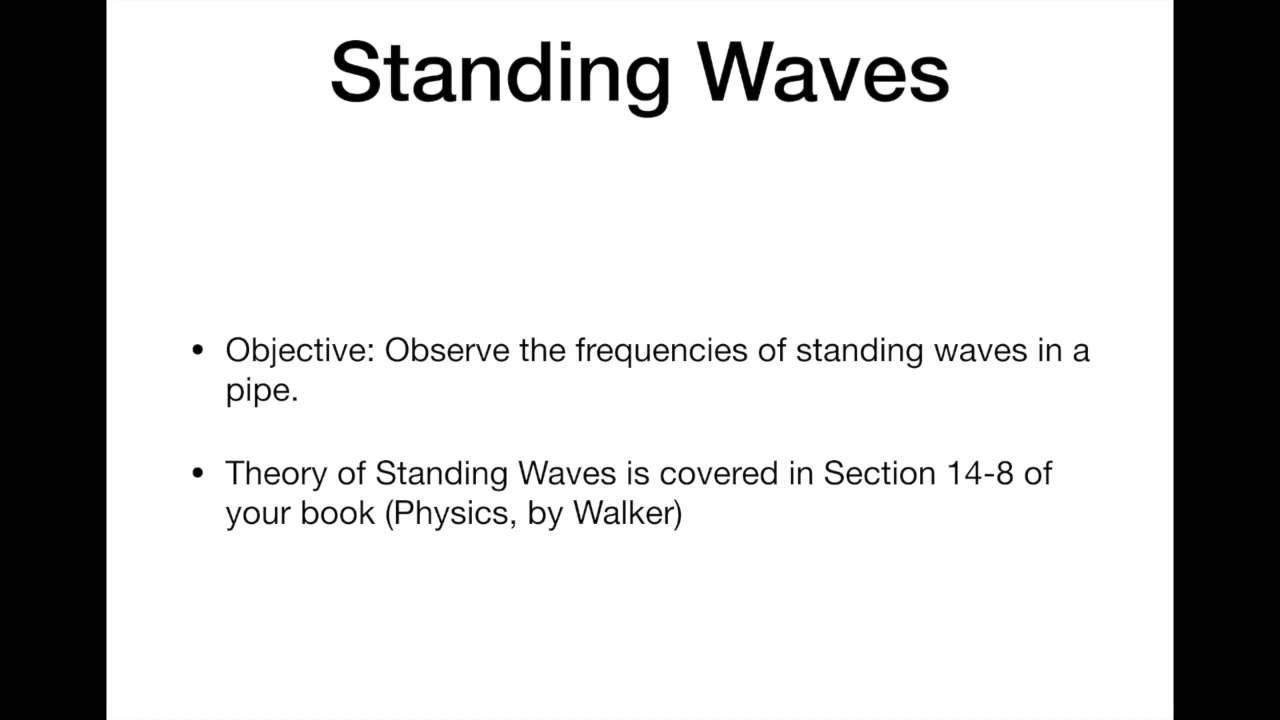 Standing Waves
• Objective: Observe the frequencies of standing waves in a
pipe.
• Theory of Standing Waves is covered in Section 14-8 of
your book (Physics, by Walker)